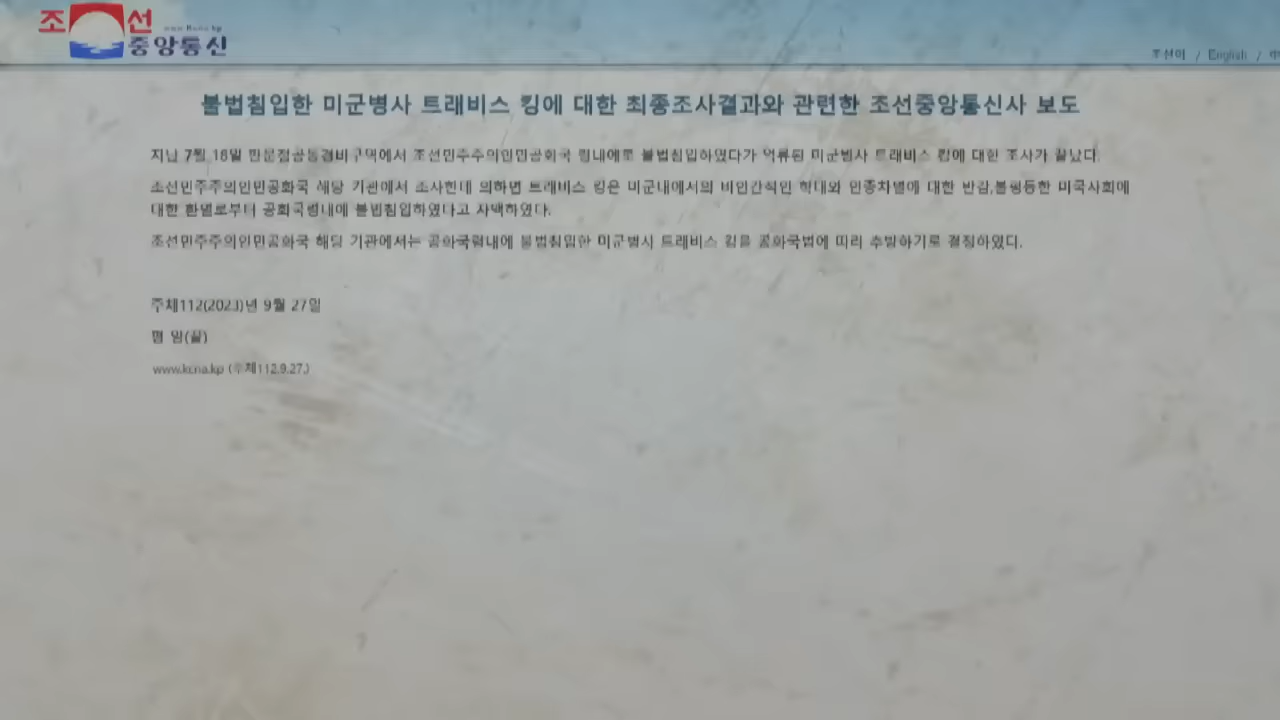 조선
www.kcna.kp
중앙통신
조선어 / English / 中
불법침입한 미군병사 트래비스 킹에 대한 최종조사결과와 관련한 조선중앙통신사 보도
지난 7월 18일 판문점공동경비구역에서 조선민주주의인민공화국 령내에로 불법침입하였다가 억류된 미군병사 트래비스 킹에 대한 조사가 끝났다.
조선민주주의인민공화국 해당 기관에서 조사한데 의하면 트래비스 킹은 미군내에서의 비인간적인 학대와 인종차별에 대한 반감,불평등한 미국사회에
대한 환멸로부터 공화국령내에 불법침입하였다고 자백하였다.
조선민주주의인민공화국 해당 기관에서는 공화국령내에 불법침입한 미군병사 트래비스 킹을 공화국법에 따라 추방하기로 결정하였다.
주체112(2023)년 9월 27일
평 양(끝)
www.kcna.kp (주체112.9.27.)